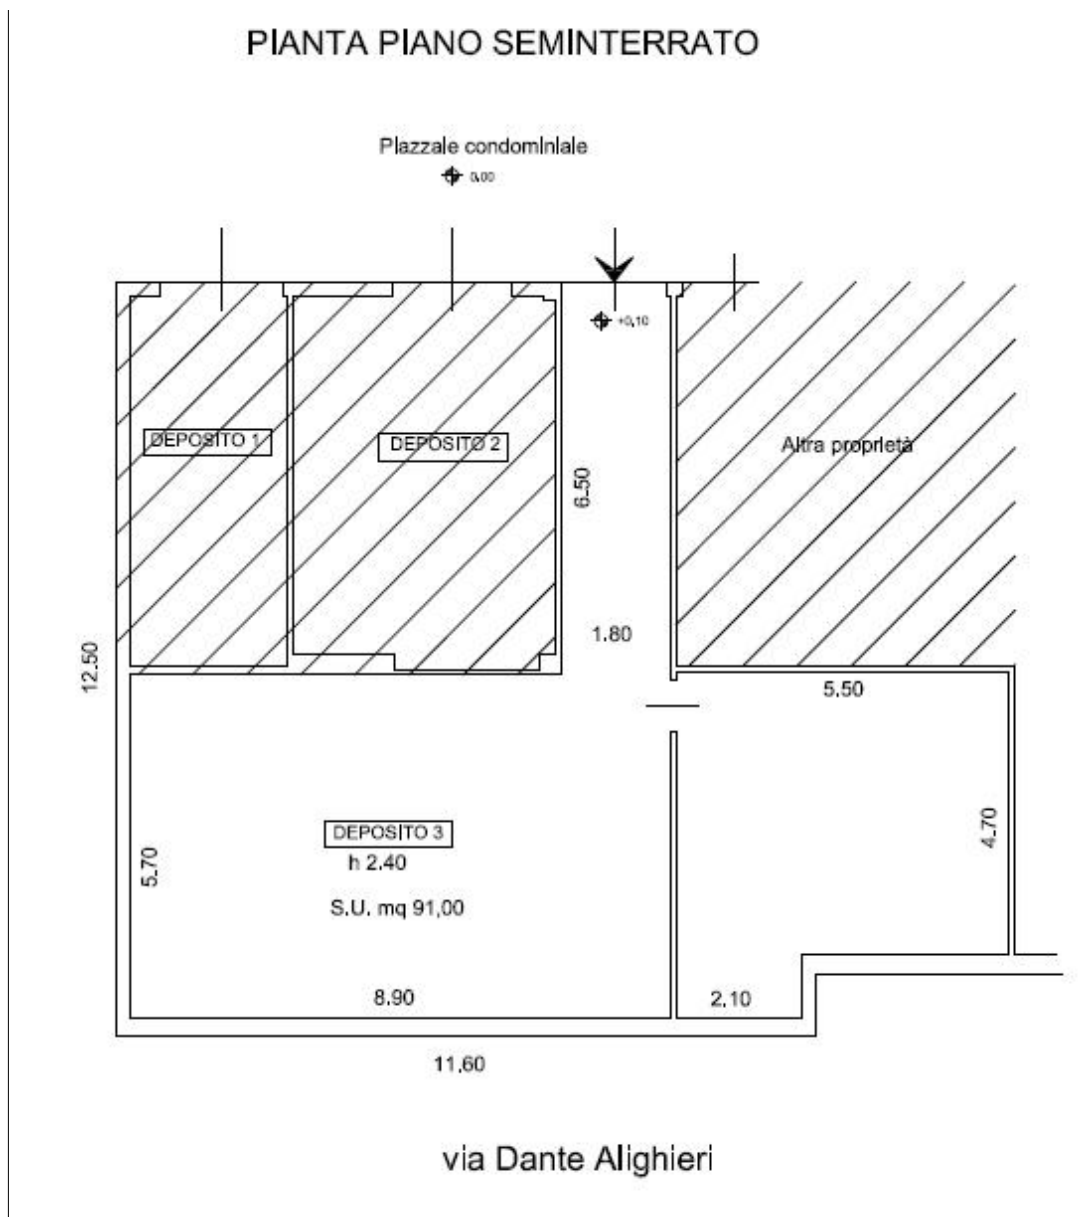 PIANTA PIANO SEMINTERRATO
Piazzale condominiale
0.00
+0,10
DEPOSITO 1
DEPOSITO 2
Altra proprietà
6.50
1.80
12.50
5.50
DEPOSITO 3
h 2.40
S.U. mq 91,00
5.70
4.70
8.90
2.10
11.60
via Dante Alighieri